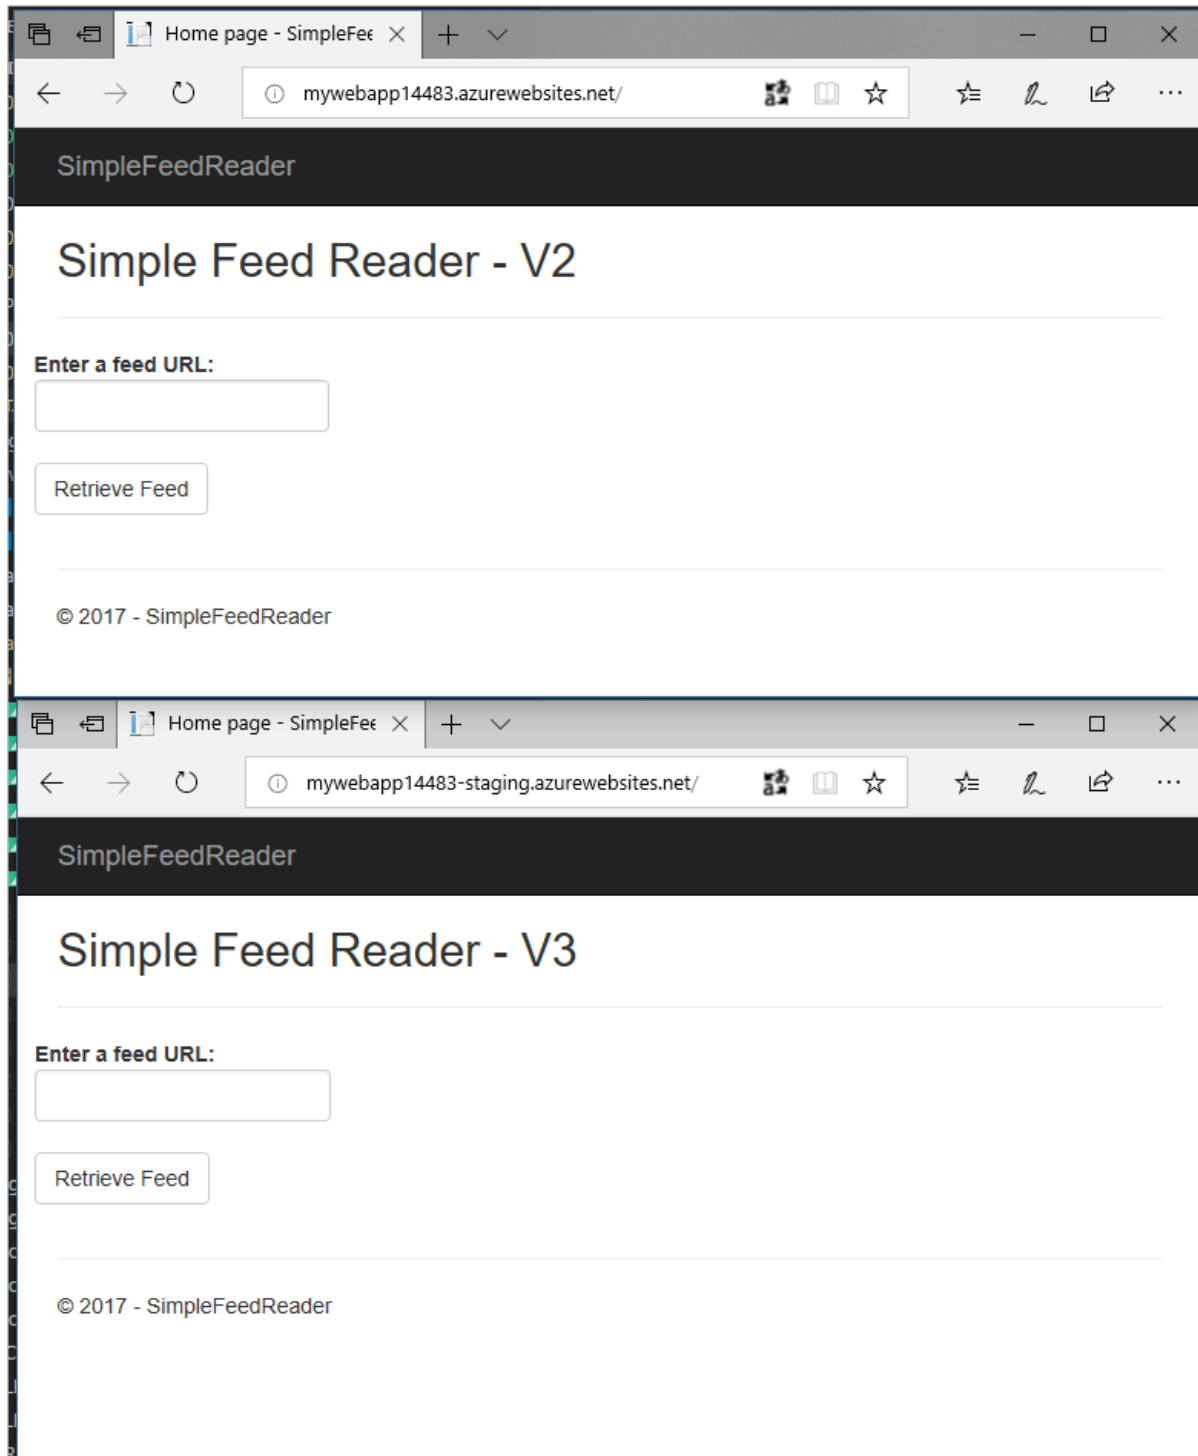 Home page - SimpleFee
mywebapp14483.azurewebsites.net/
SimpleFeedReader
Simple Feed Reader - V2
Enter a feed URL:
Retrieve Feed
© 2017 - SimpleFeedReader
Home page - SimpleFee
mywebapp14483-staging.azurewebsites.net/
SimpleFeedReader
Simple Feed Reader - V3
Enter a feed URL:
Retrieve Feed
© 2017 - SimpleFeedReader